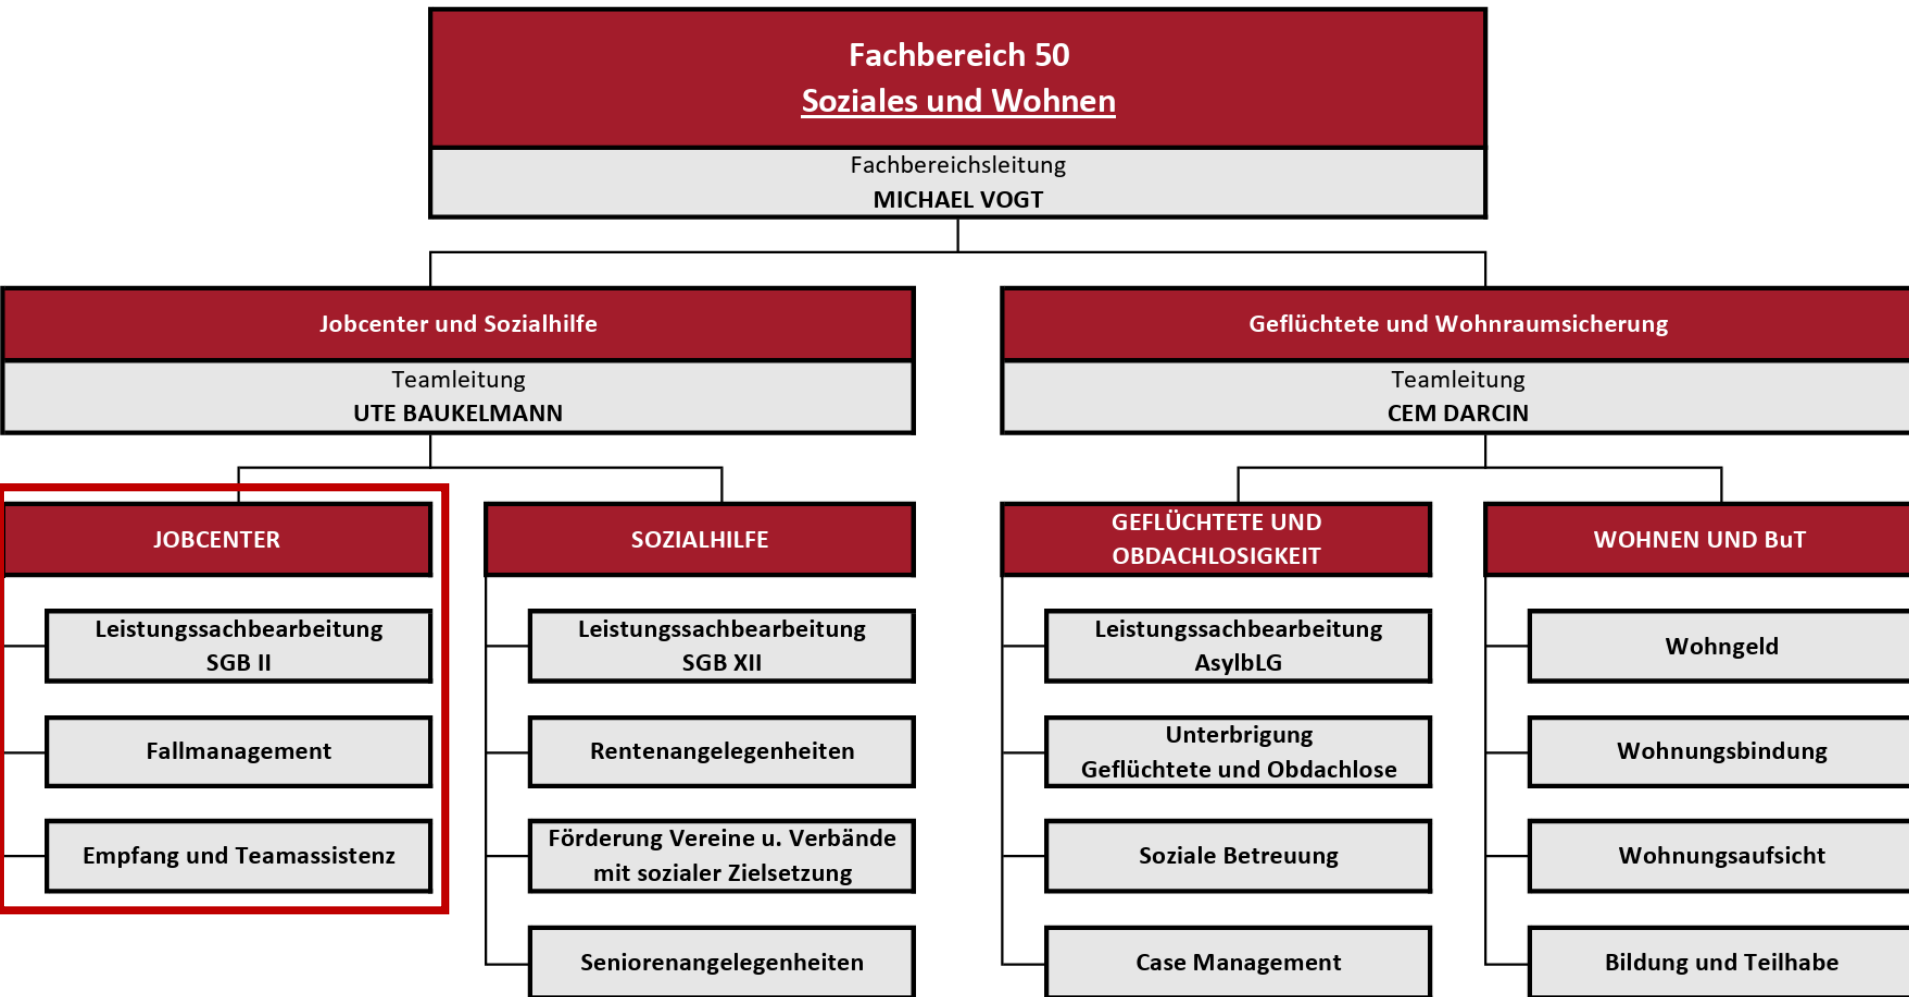 Fachbereich 50
Soziales und Wohnen
Fachbereichsleitung
MICHAEL VOGT
Jobcenter und Sozialhilfe
Teamleitung
UTE BAUKELMANN
Geflüchtete und Wohnraumsicherung
Teamleitung
CEM DARCIN
JOBCENTER
Leistungssachbearbeitung
SGB II
Fallmanagement
Empfang und Teamassistenz
SOZIALHILFE
Leistungssachbearbeitung
SGB XII
Rentenangelegenheiten
Förderung Vereine u. Verbände
mit sozialer Zielsetzung
Seniorenangelegenheiten
GEFLÜCHTETE UND
OBDACHLOSIGKEIT
Leistungssachbearbeitung
AsylbLG
Unterbrigung
Geflüchtete und Obdachlose
Soziale Betreuung
Case Management
WOHNEN UND BuT
Wohngeld
Wohnungsbindung
Wohnungsaufsicht
Bildung und Teilhabe